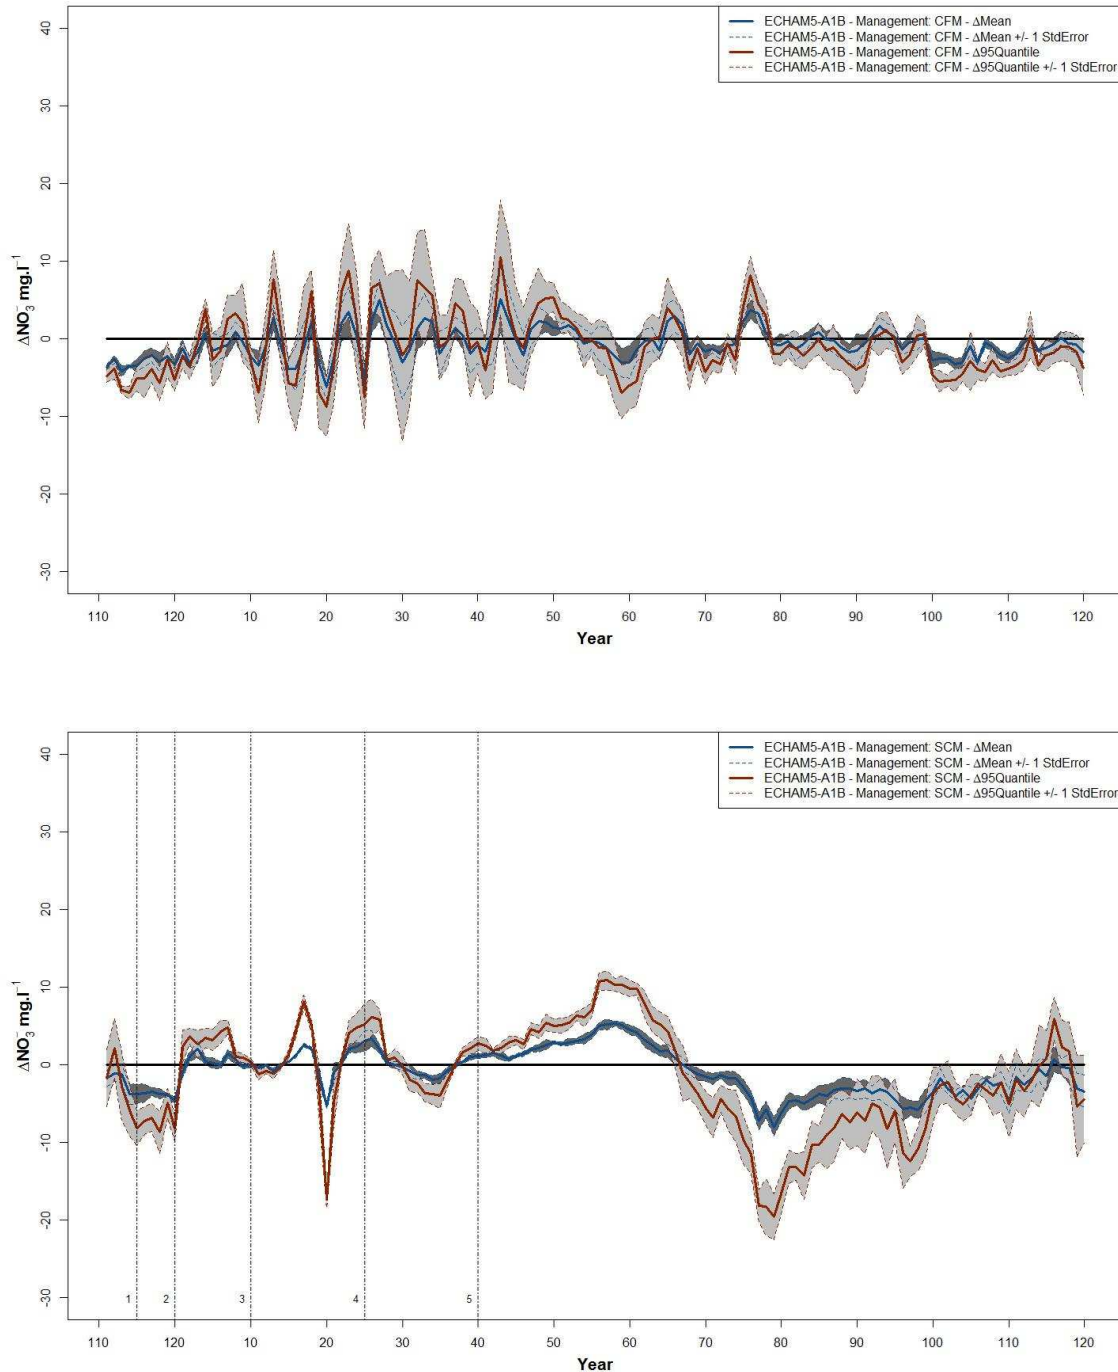 ECHAM5-A1B - Management: CFM - ΔMean
ECHAM5-A1B - Management: CFM - ΔMean +/- 1 StdError
ECHAM5-A1B - Management: CFM - Δ95Quantile
ECHAM5-A1B - Management: CFM - Δ95Quantile +/- 1 StdError
ΔNO₃⁻ mg.l⁻¹
40
30
20
10
0
-10
-20
-30
110 120 10 20 30 40 50 60 70 80 90 100 110 120
Year
ECHAM5-A1B - Management: SCM - ΔMean
ECHAM5-A1B - Management: SCM - ΔMean +/- 1 StdError
ECHAM5-A1B - Management: SCM - Δ95Quantile
ECHAM5-A1B - Management: SCM - Δ95Quantile +/- 1 StdError
ΔNO₃⁻ mg.l⁻¹
40
30
20
10
0
-10
-20
-30
1 2 3 4 5
110 120 10 20 30 40 50 60 70 80 90 100 110 120
Year